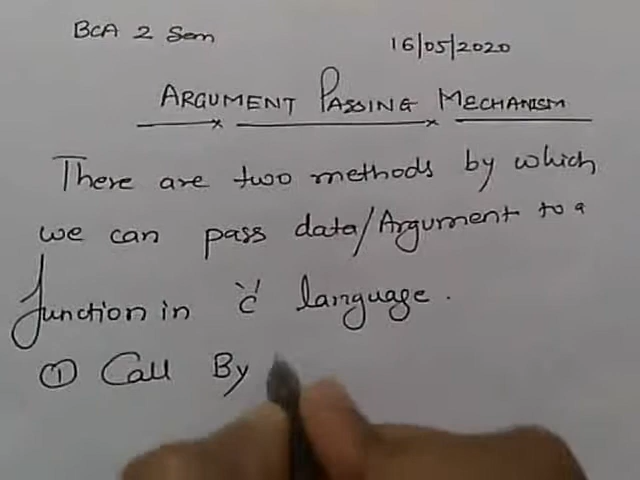 BCA 2 Sem
16/05/2020
ARGUMENT PASSING MECHANISM
There are two methods by which
we can pass data/Argument to a
function in 'c' language.
① Call By